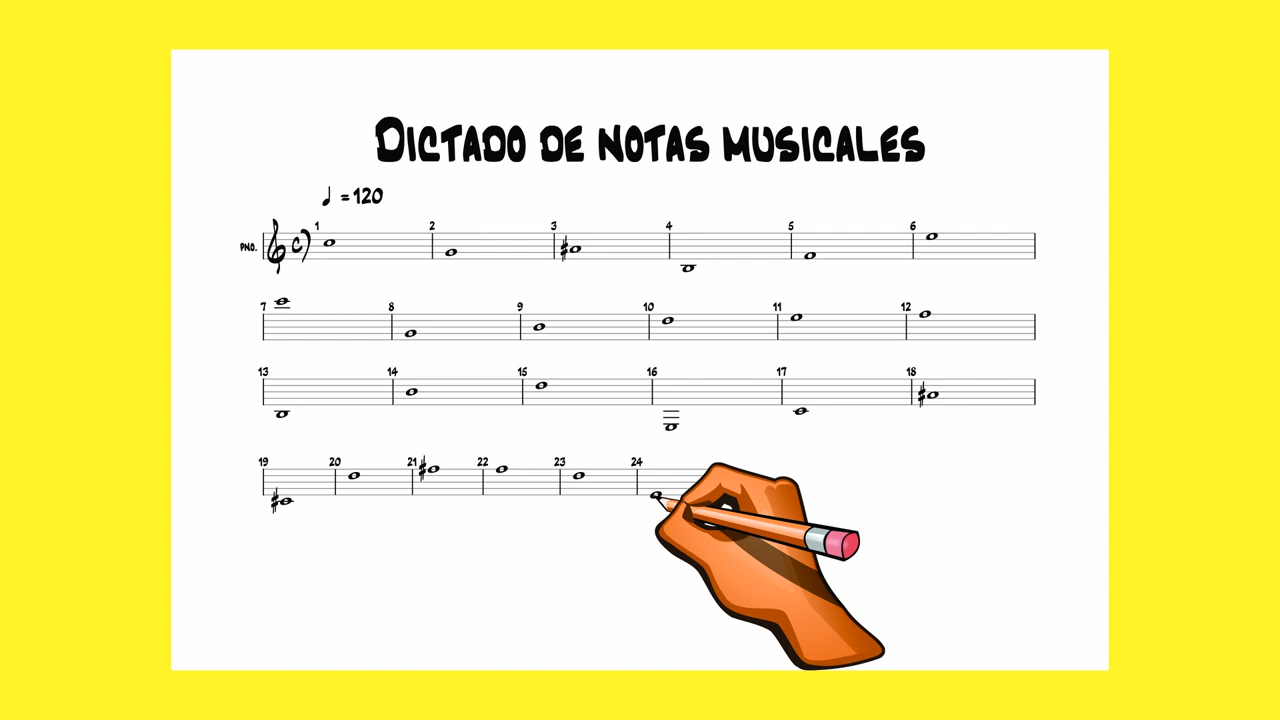 Dictado de notas musicales
= 120
1 2 3 4 5 6
PNO.
7 8 9 10 11 12
13 14 15 16 17 18
19 20 21 22 23 24